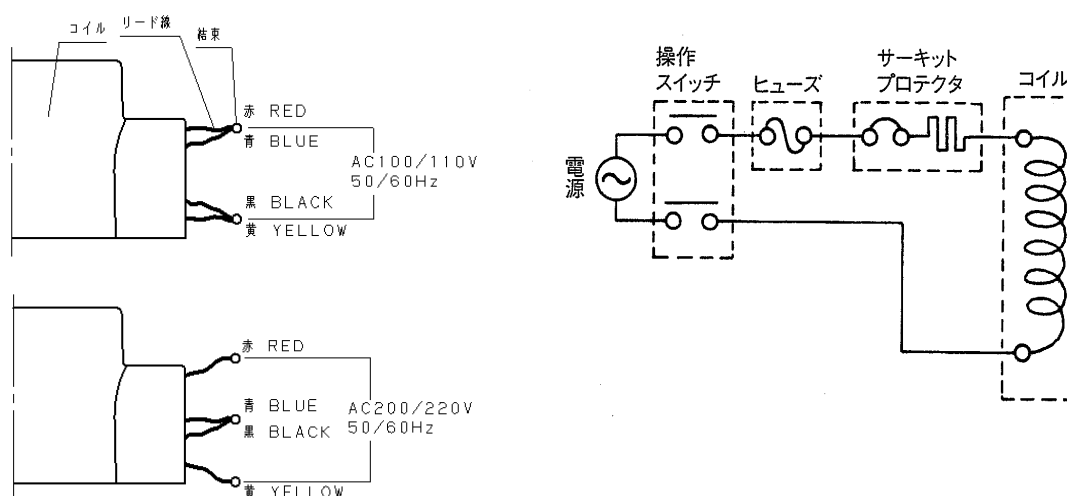 コイル
リード線
結束
赤 RED
青 BLUE
AC100/110V
50/60Hz
黒 BLACK
黄 YELLOW
赤 RED
青 BLUE
黒 BLACK
AC200/220V
50/60Hz
黄 YELLOW
操作
スイッチ
ヒューズ
サーキット
プロテクタ
コイル
電源